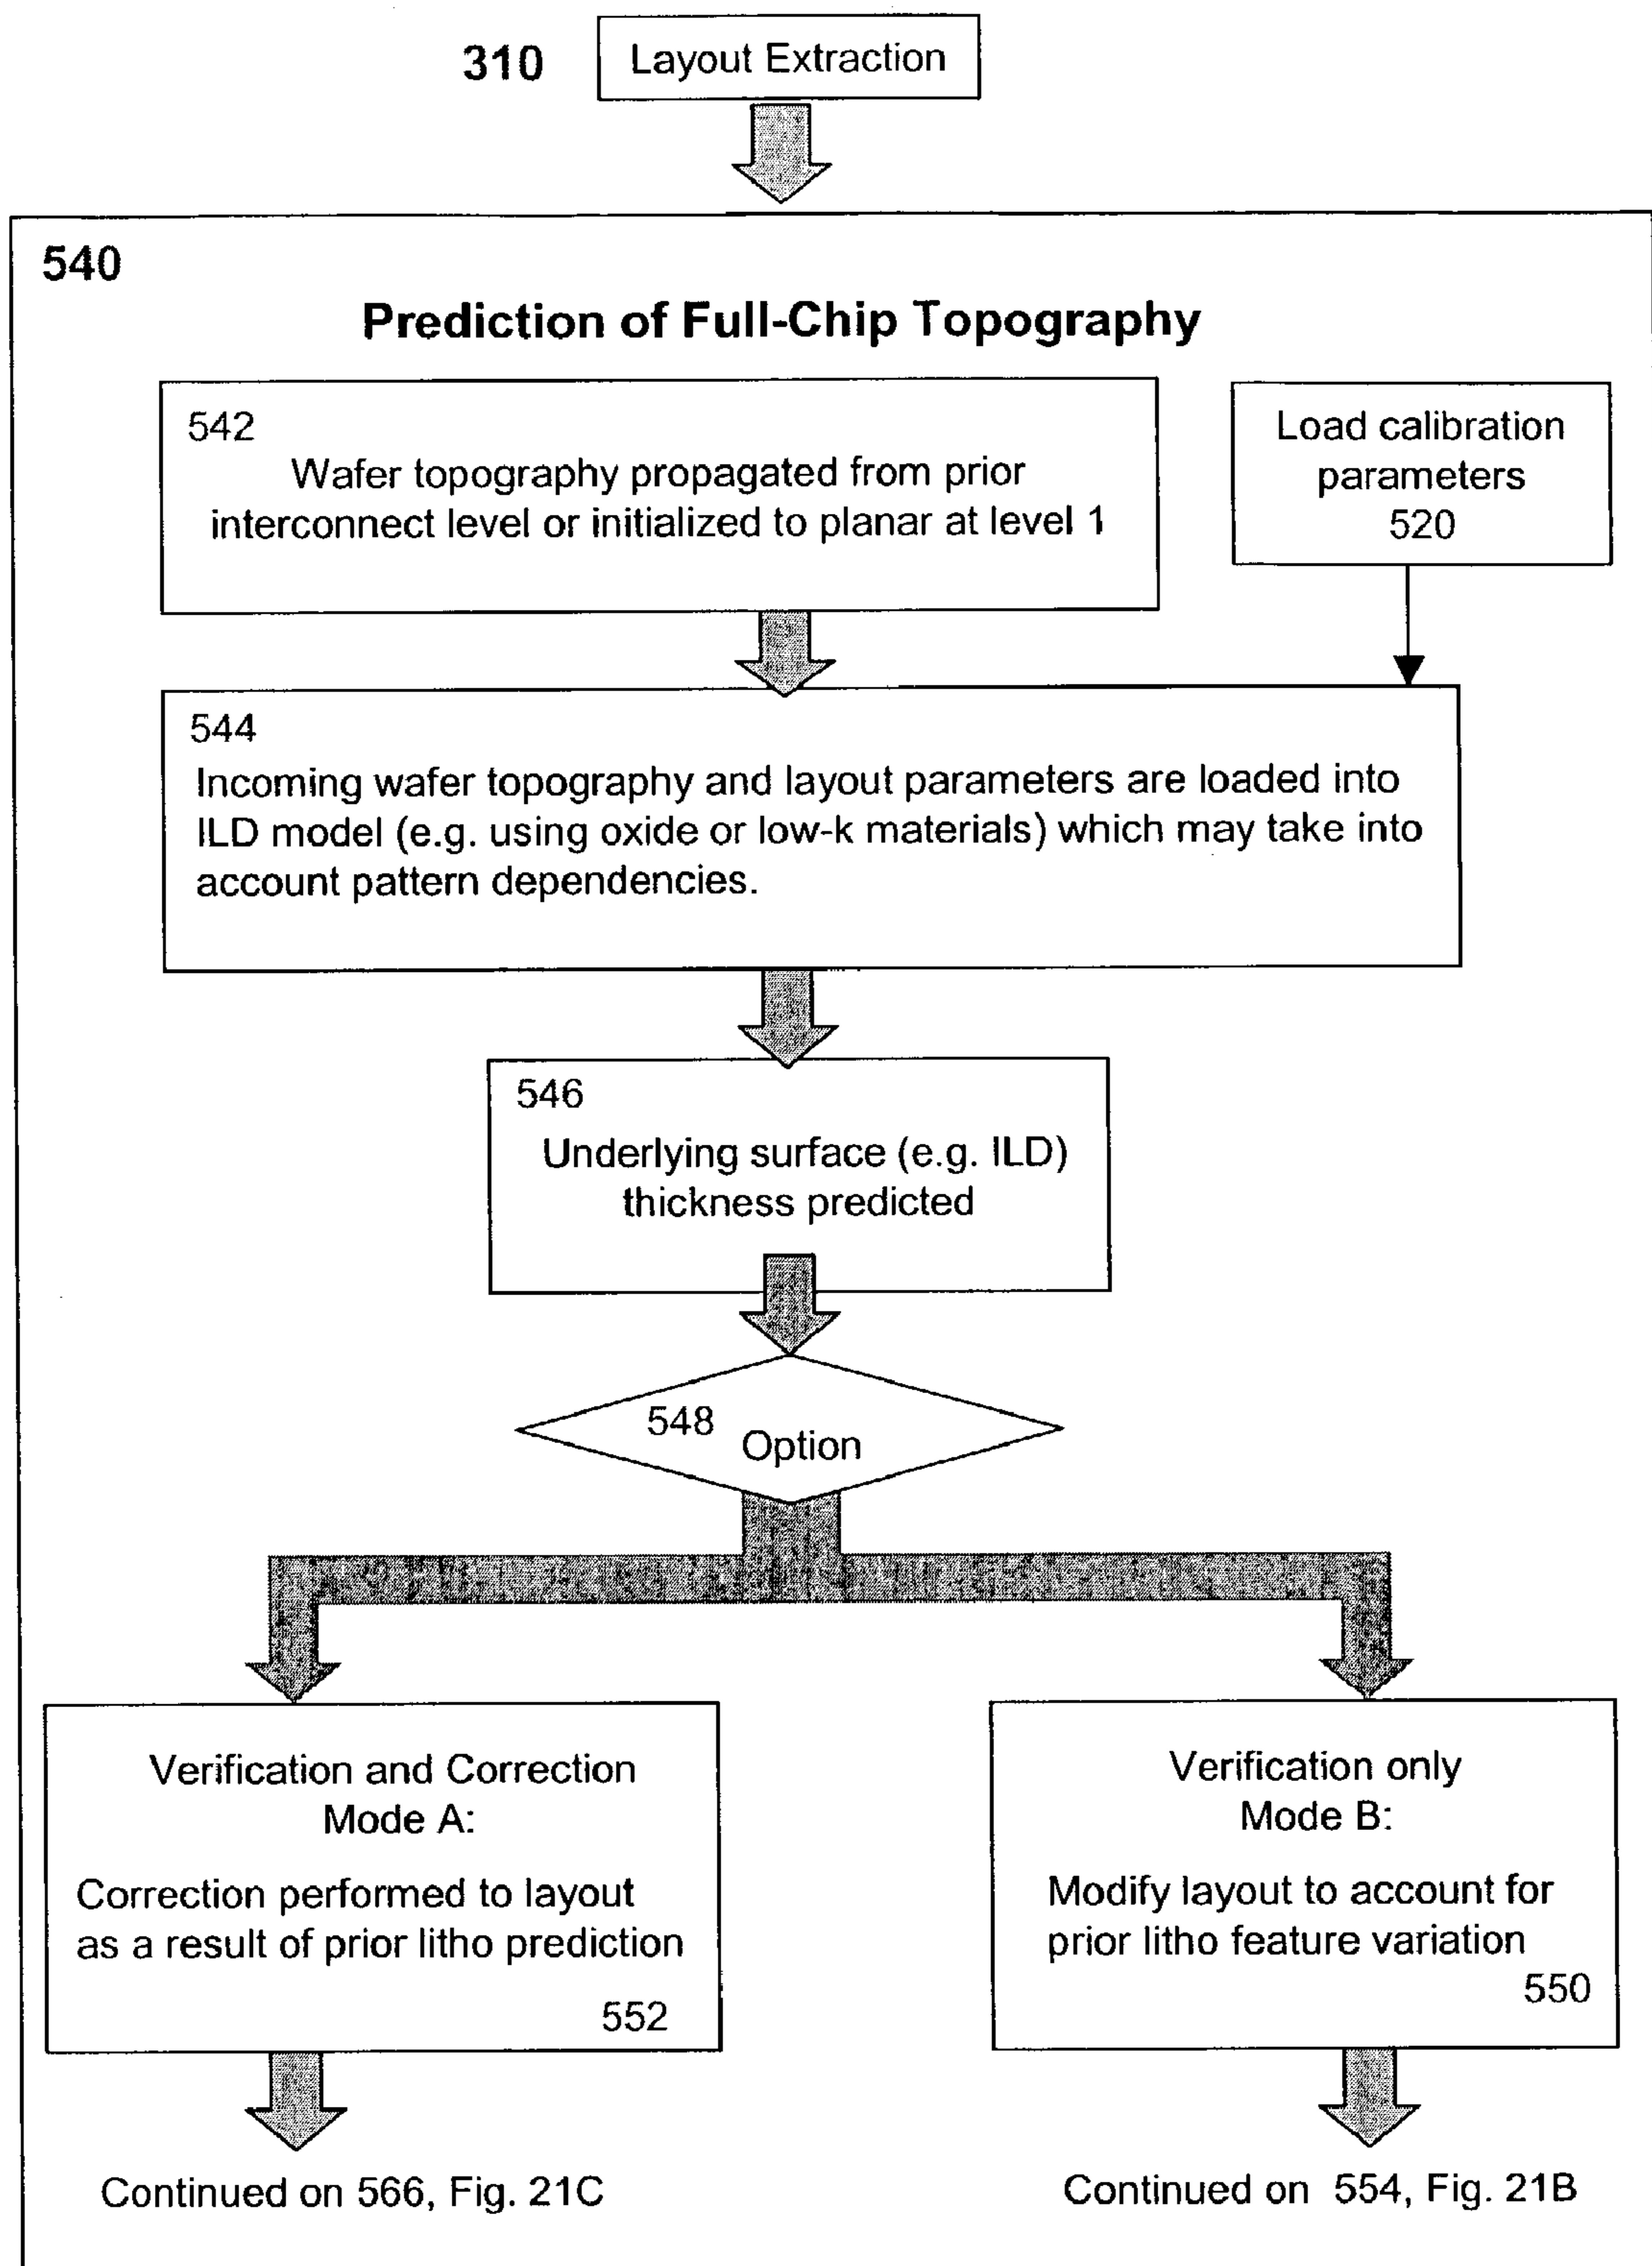 310
Layout Extraction
540
Prediction of Full-Chip Topography
542
Wafer topography propagated from prior
interconnect level or initialized to planar at level 1
Load calibration
parameters
520
544
Incoming wafer topography and layout parameters are loaded into
ILD model (e.g. using oxide or low-k materials) which may take into
account pattern dependencies.
546
Underlying surface (e.g. ILD)
thickness predicted
548
Option
Verification and Correction
Mode A:
Correction performed to layout
as a result of prior litho prediction
552
Verification only
Mode B:
Modify layout to account for
prior litho feature variation
550
Continued on 566, Fig. 21C
Continued on 554, Fig. 21B